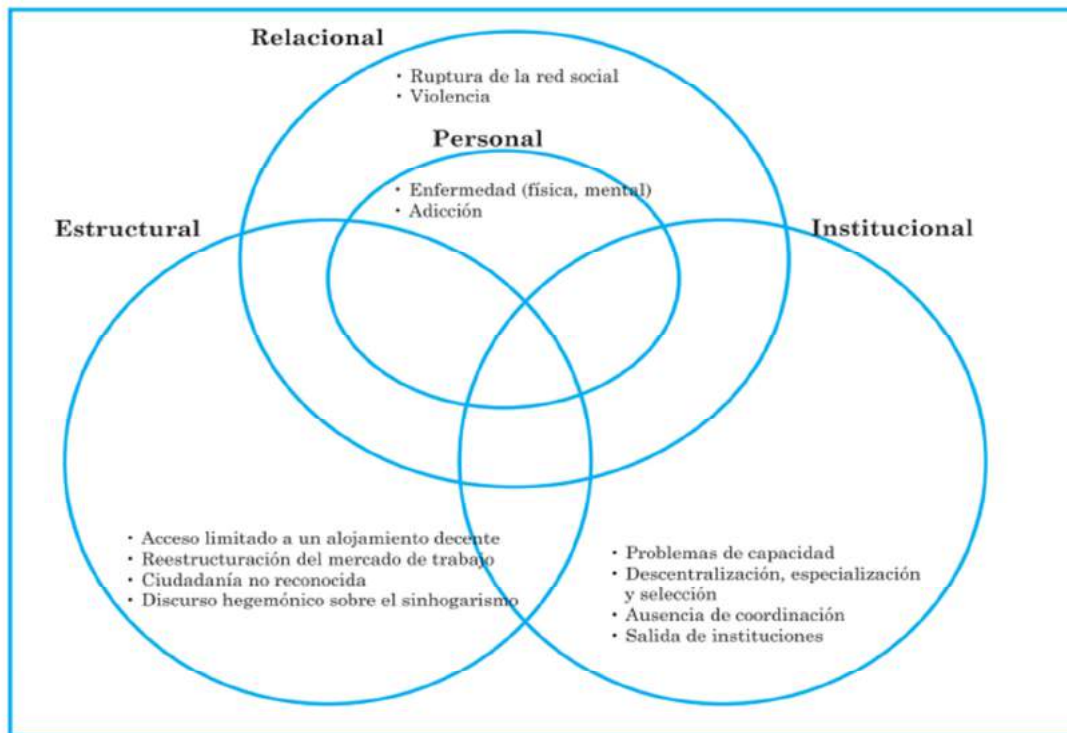 Relacional
• Ruptura de la red social
• Violencia
Personal
• Enfermedad (física, mental)
• Adicción
Estructural
Institucional
• Acceso limitado a un alojamiento decente
• Reestructuración del mercado de trabajo
• Ciudadanía no reconocida
• Discurso hegemónico sobre el sinhogarismo
• Problemas de capacidad
• Descentralización, especialización
y selección
• Ausencia de coordinación
• Salida de instituciones